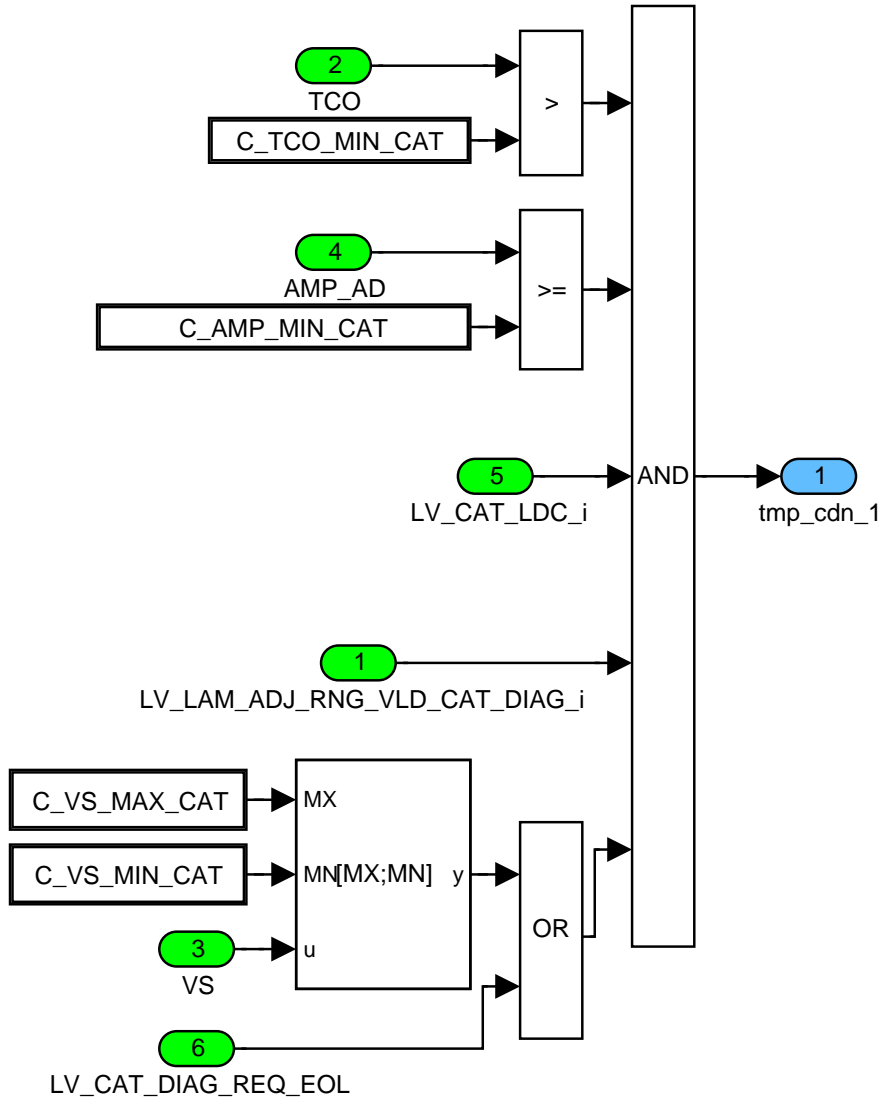 2
TCO
C_TCO_MIN_CAT
>
4
AMP_AD
C_AMP_MIN_CAT
>=
5
LV_CAT_LDC_i
AND
1
tmp_cdn_1
1
LV_LAM_ADJ_RNG_VLD_CAT_DIAG_i
C_VS_MAX_CAT
MX
C_VS_MIN_CAT
MN[MX;MN] y
3
VS
u
OR
6
LV_CAT_DIAG_REQ_EOL